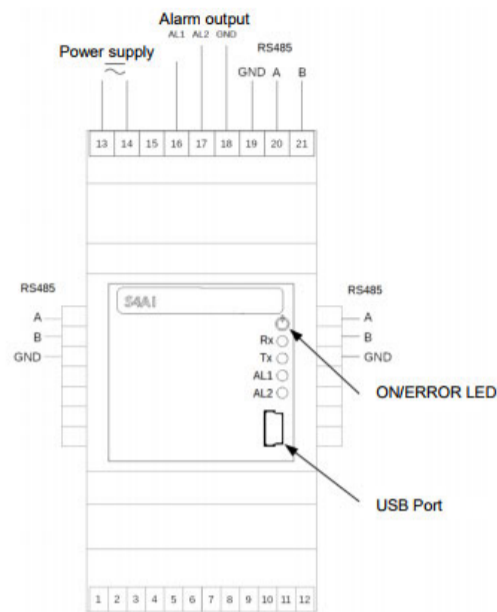 Alarm output
AL1 AL2 GND
Power supply
RS485
GND A B
13 14 15 16 17 18 19 20 21
RS485
A
B
GND
S4AI
Rx
Tx
AL1
AL2
RS485
A
B
GND
ON/ERROR LED
USB Port
1 2 3 4 5 6 7 8 9 10 11 12